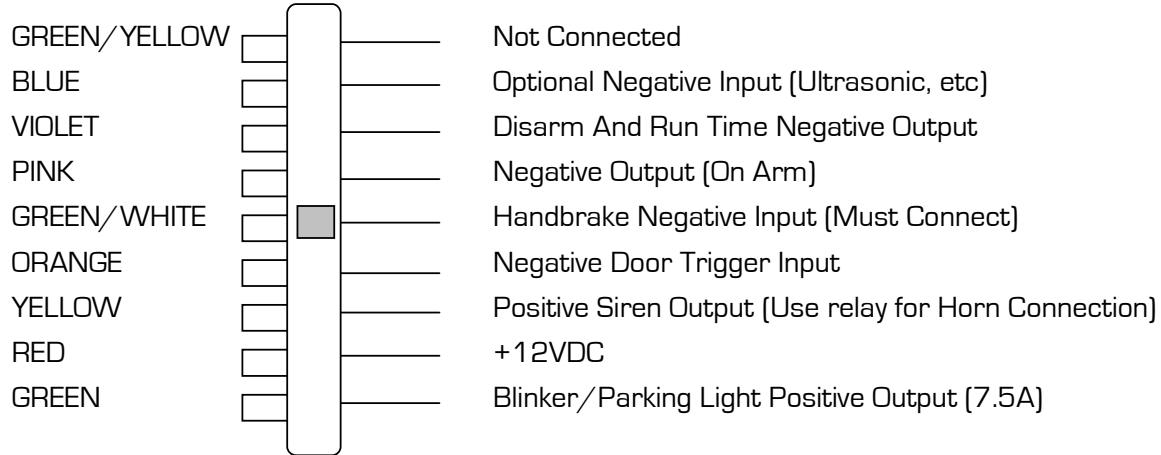 GREEN/YELLOW Not Connected
BLUE Optional Negative Input (Ultrasonic, etc)
VIOLET Disarm And Run Time Negative Output
PINK Negative Output (On Arm)
GREEN/WHITE Handbrake Negative Input (Must Connect)
ORANGE Negative Door Trigger Input
YELLOW Positive Siren Output (Use relay for Horn Connection)
RED +12VDC
GREEN Blinker/Parking Light Positive Output (7.5A)